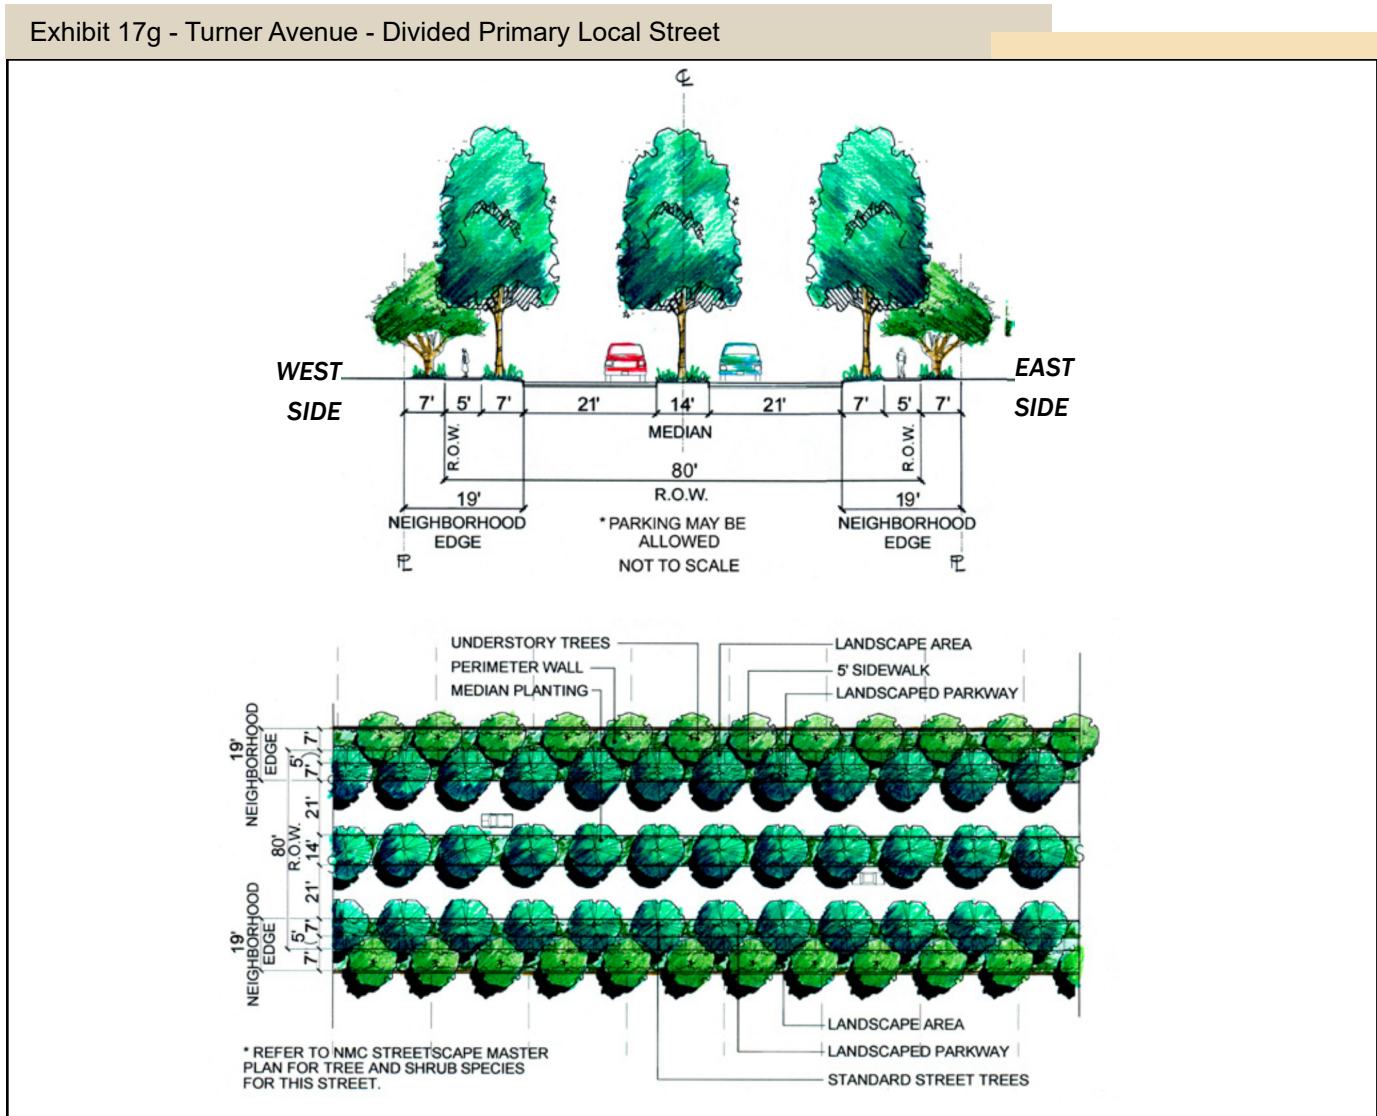 Exhibit 17g - Turner Avenue - Divided Primary Local Street
℄
WEST
SIDE
EAST
SIDE
7' 5' 7' 21' 14' 21' 7' 5' 7'
MEDIAN
R.O.W.
R.O.W.
80'
R.O.W.
19'
NEIGHBORHOOD
EDGE
19'
NEIGHBORHOOD
EDGE
* PARKING MAY BE
ALLOWED
NOT TO SCALE
PL
PL
UNDERSTORY TREES
PERIMETER WALL
MEDIAN PLANTING
LANDSCAPE AREA
5' SIDEWALK
LANDSCAPED PARKWAY
19'
NEIGHBORHOOD
EDGE
7'
5'
7'
21'
80'
R.O.W.
14'
21'
19'
NEIGHBORHOOD
EDGE
7'
5'
7'
LANDSCAPE AREA
LANDSCAPED PARKWAY
STANDARD STREET TREES
* REFER TO NMC STREETSCAPE MASTER
PLAN FOR TREE AND SHRUB SPECIES
FOR THIS STREET.